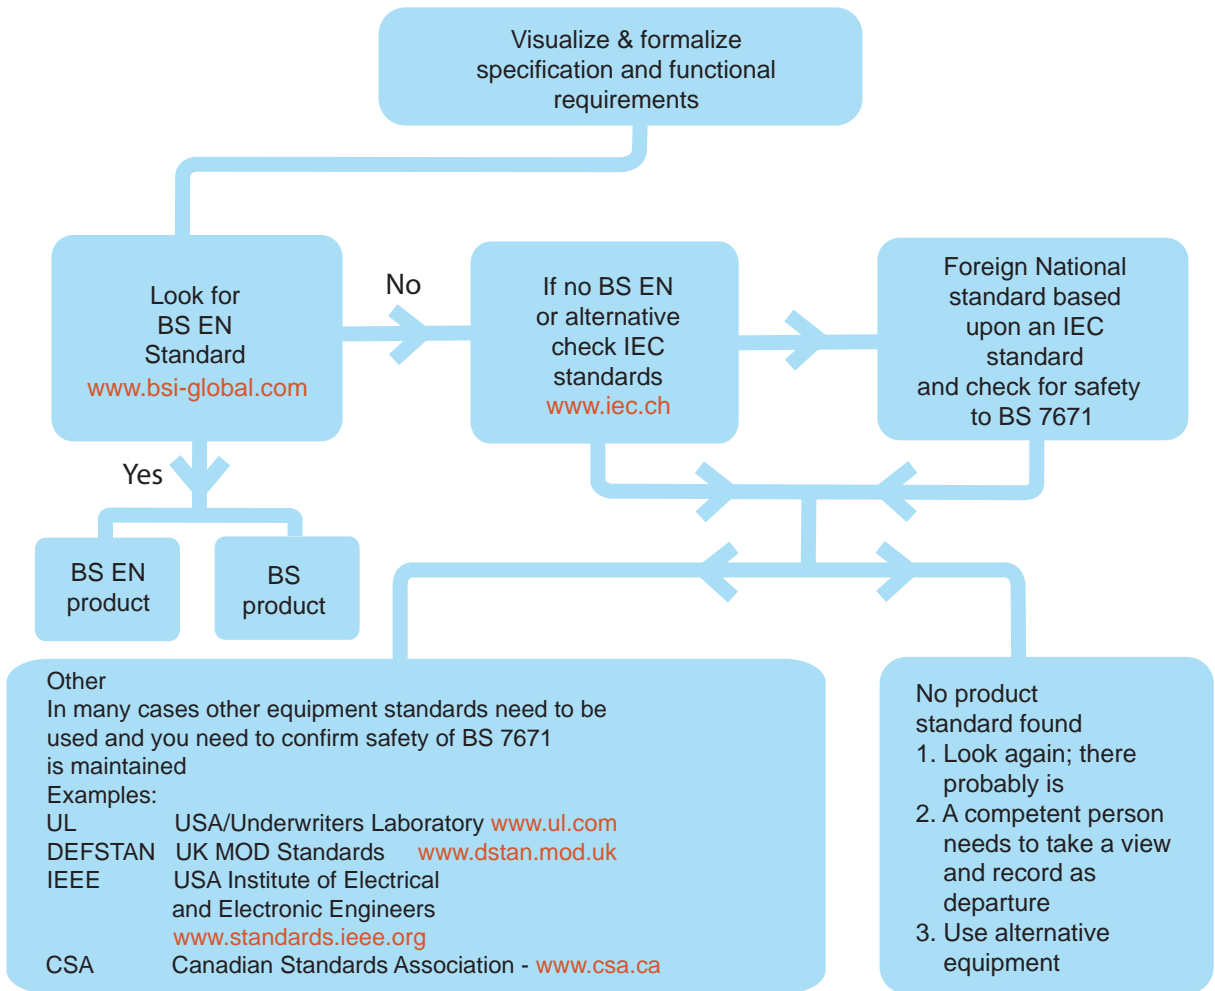 Visualize & formalize
specification and functional
requirements
Look for
BS EN
Standard
www.bsi-global.com
No
If no BS EN
or alternative
check IEC
standards
www.iec.ch
Foreign National
standard based
upon an IEC
standard
and check for safety
to BS 7671
Yes
BS EN
product
BS
product
Other
In many cases other equipment standards need to be
used and you need to confirm safety of BS 7671
is maintained
Examples:
UL USA/Underwriters Laboratory www.ul.com
DEFSTAN UK MOD Standards www.dstan.mod.uk
IEEE USA Institute of Electrical
and Electronic Engineers
www.standards.ieee.org
CSA Canadian Standards Association - www.csa.ca
No product
standard found
1. Look again; there
probably is
2. A competent person
needs to take a view
and record as
departure
3. Use alternative
equipment